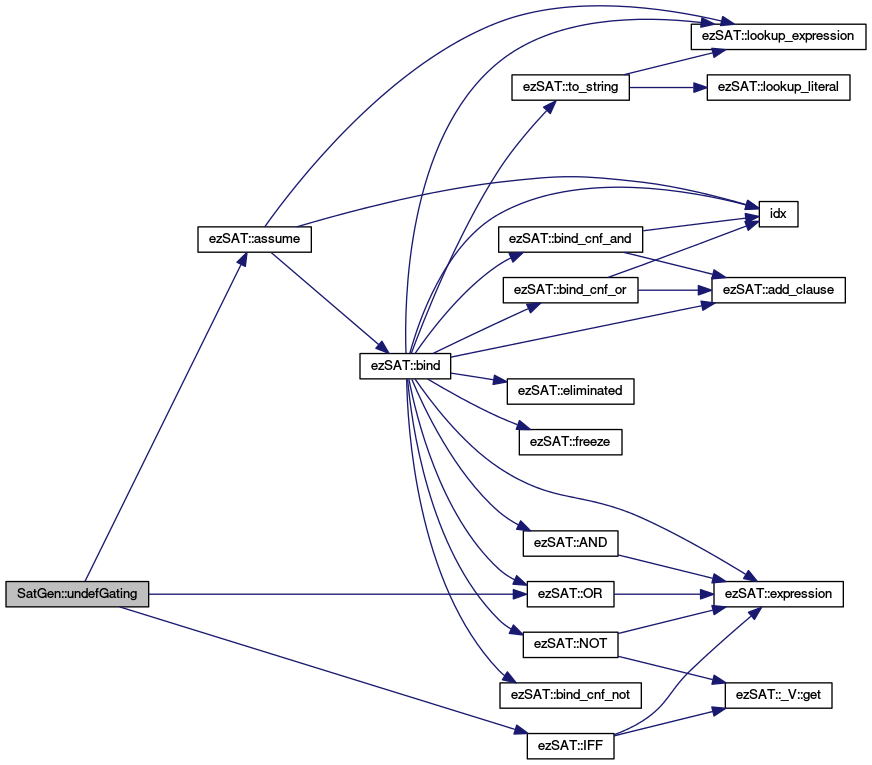 ezSAT::lookup_expression
ezSAT::to_string
ezSAT::lookup_literal
idx
ezSAT::assume
ezSAT::bind_cnf_and
ezSAT::bind_cnf_or
ezSAT::add_clause
ezSAT::bind
ezSAT::eliminated
ezSAT::freeze
ezSAT::AND
SatGen::undefGating
ezSAT::OR
ezSAT::expression
ezSAT::NOT
ezSAT::bind_cnf_not
ezSAT::_V::get
ezSAT::IFF